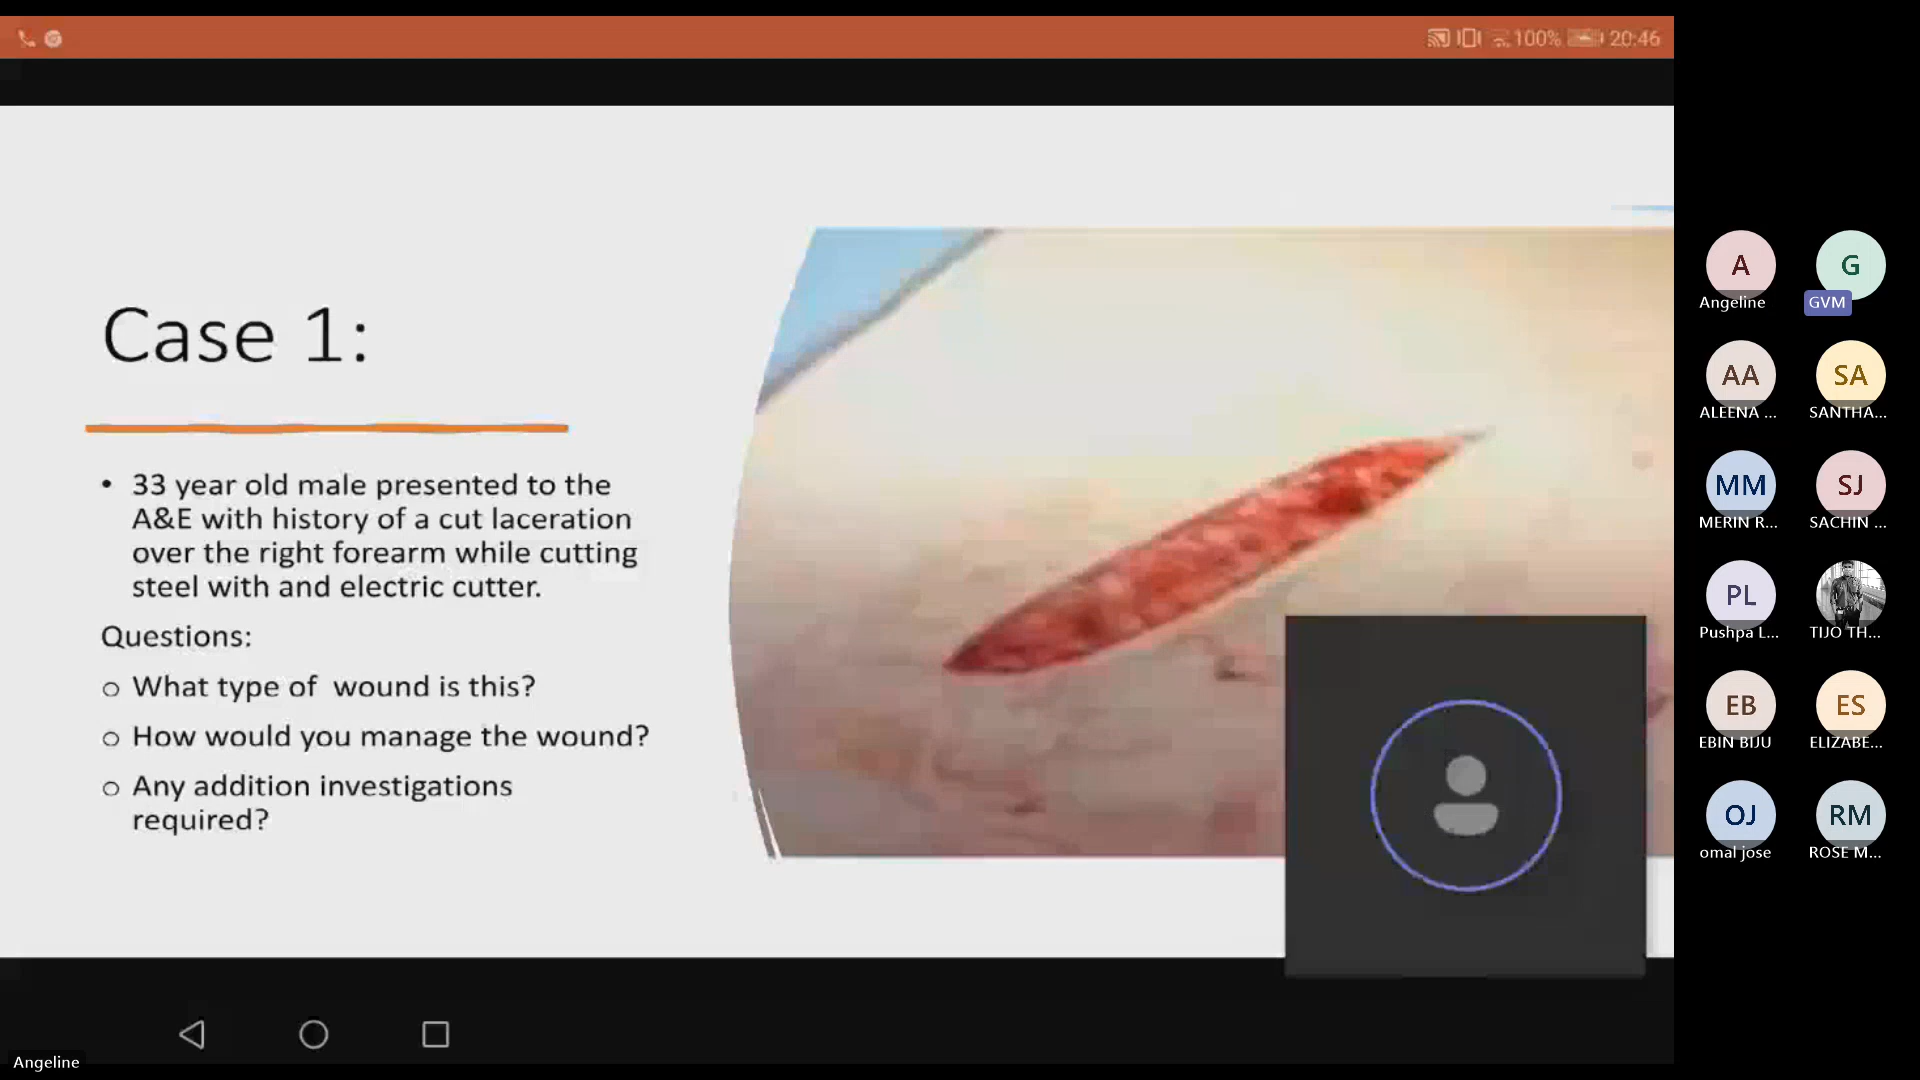 100% 20:46
Case 1:
• 33 year old male presented to the
A&E with history of a cut laceration
over the right forearm while cutting
steel with and electric cutter.
Questions:
o What type of wound is this?
o How would you manage the wound?
o Any addition investigations
required?
A G
Angeline GVM
AA SA
ALEENA ... SANTHA...
MM SJ
MERIN R... SACHIN ...
PL
Pushpa L... TIJO TH...
EB ES
EBIN BIJU ELIZABE...
OJ RM
omal jose ROSE M...
Angeline